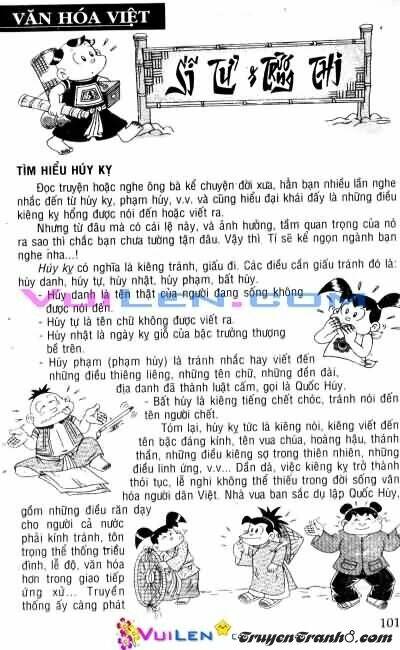 VĂN HÓA VIỆT
SĨ TỬ & TRƯỜNG THI
TÌM HIỂU HÚY KỴ
Đọc truyện hoặc nghe ông bà kể chuyện đời xưa, hẳn bạn nhiều lần nghe
nhắc đến từ húy kỵ, phạm húy, v.v. và cũng hiểu đại khái đấy là những điều
kiêng kỵ hổng được nói đến hoặc viết ra.
Nhưng từ đâu mà có cái lệ này, và ảnh hưởng, tầm quan trọng của nó
ra sao thì chắc bạn chưa tường tận đâu. Vậy thì Tí sẽ kể ngọn ngành bạn
nghe nha...!
Húy kỵ có nghĩa là kiêng tránh, giấu đi. Các điều cần giấu tránh đó là:
húy danh, húy tự, húy nhật, húy phạm, bất húy.
- Húy danh là tên thật của người đang sống không
được nói đến.
- Húy tự là tên chữ không được viết ra.
- Húy nhật là ngày kỵ giỗ của bậc trưởng thượng
bề trên.
- Húy phạm (phạm húy) là tránh nhắc hay viết đến
những điều thiêng liêng, những tên chữ, những đền đài,
địa danh đã thành luật cấm, gọi là Quốc Húy.
- Bất húy là kiêng tiếng chết chóc, tránh nói đến
tên người chết.
Tóm lại, húy kỵ tức là kiêng nói, kiêng viết đến
tên bậc đáng kính, tên vua chúa, hoàng hậu, thánh
thần, những điều kiêng sợ trong thiên nhiên, những
điều linh ứng, v.v... Dần dà, việc kiêng kỵ trở thành
thói tục, lễ nghi không thể thiếu trong đời sống văn
hóa người dân Việt. Nhà vua ban sắc dụ lập Quốc Húy,
gồm những điều răn dạy
cho người cả nước
phải kính tránh, tôn
trọng thể thống triều
đình, lễ độ, văn hóa
hơn trong giao tiếp
ứng xử... Truyền
thống ấy càng phát
101
VUILEN.COM
VUILEN
TruyenTranh8.com